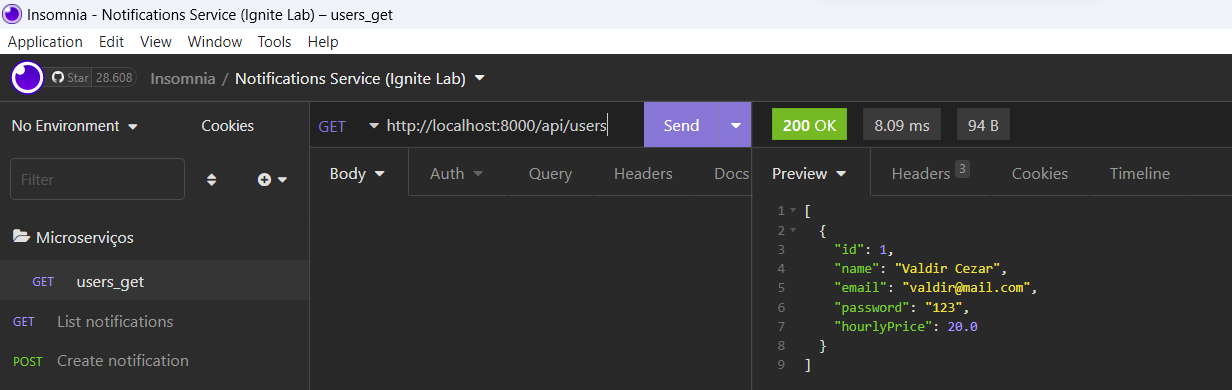 Insomnia - Notifications Service (Ignite Lab) – users_get
Application Edit View Window Tools Help
Star 28.608 Insomnia / Notifications Service (Ignite Lab)
No Environment Cookies GET http://localhost:8000/api/users Send 200 OK 8.09 ms 94 B
Filter Body Auth Query Headers Docs Preview Headers 3 Cookies Timeline
Microserviços
GET users_get
GET List notifications
POST Create notification
1 [
2 {
3 "id": 1,
4 "name": "Valdir Cezar",
5 "email": "valdir@mail.com",
6 "password": "123",
7 "hourlyPrice": 20.0
8 }
9 ]